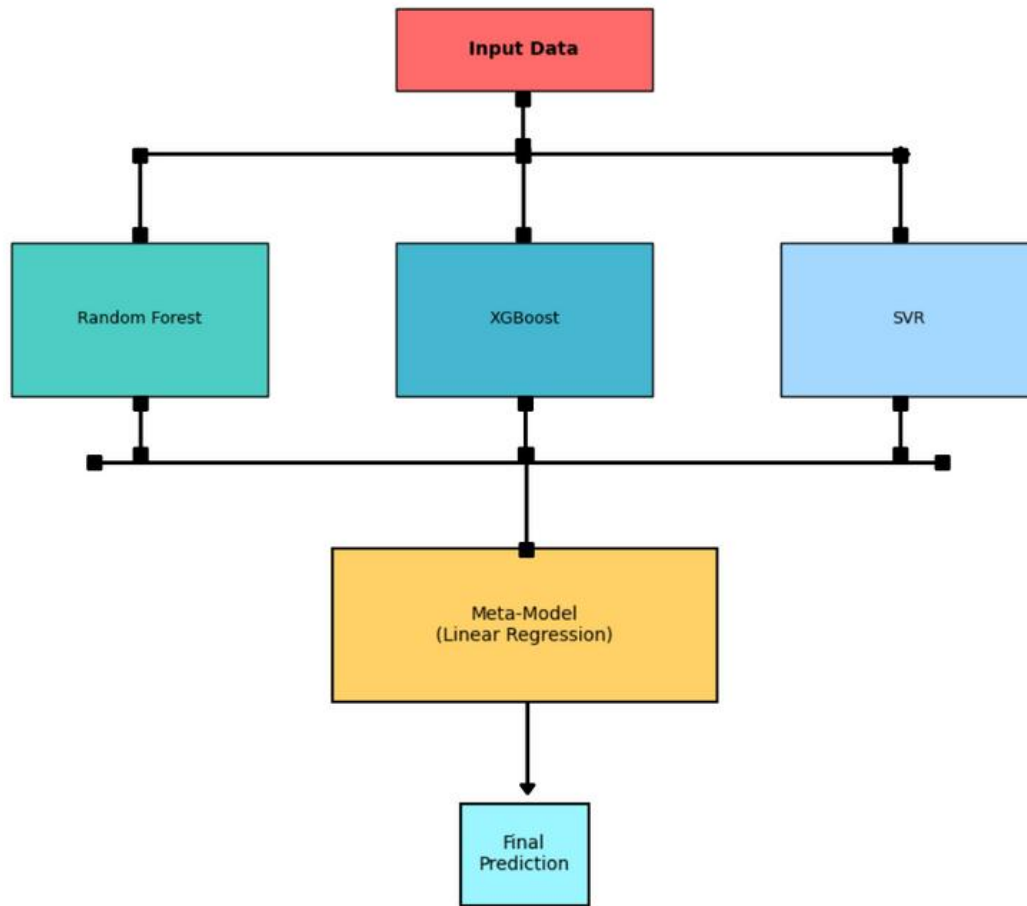 Input Data
Random Forest
XGBoost
SVR
Meta-Model
(Linear Regression)
Final
Prediction